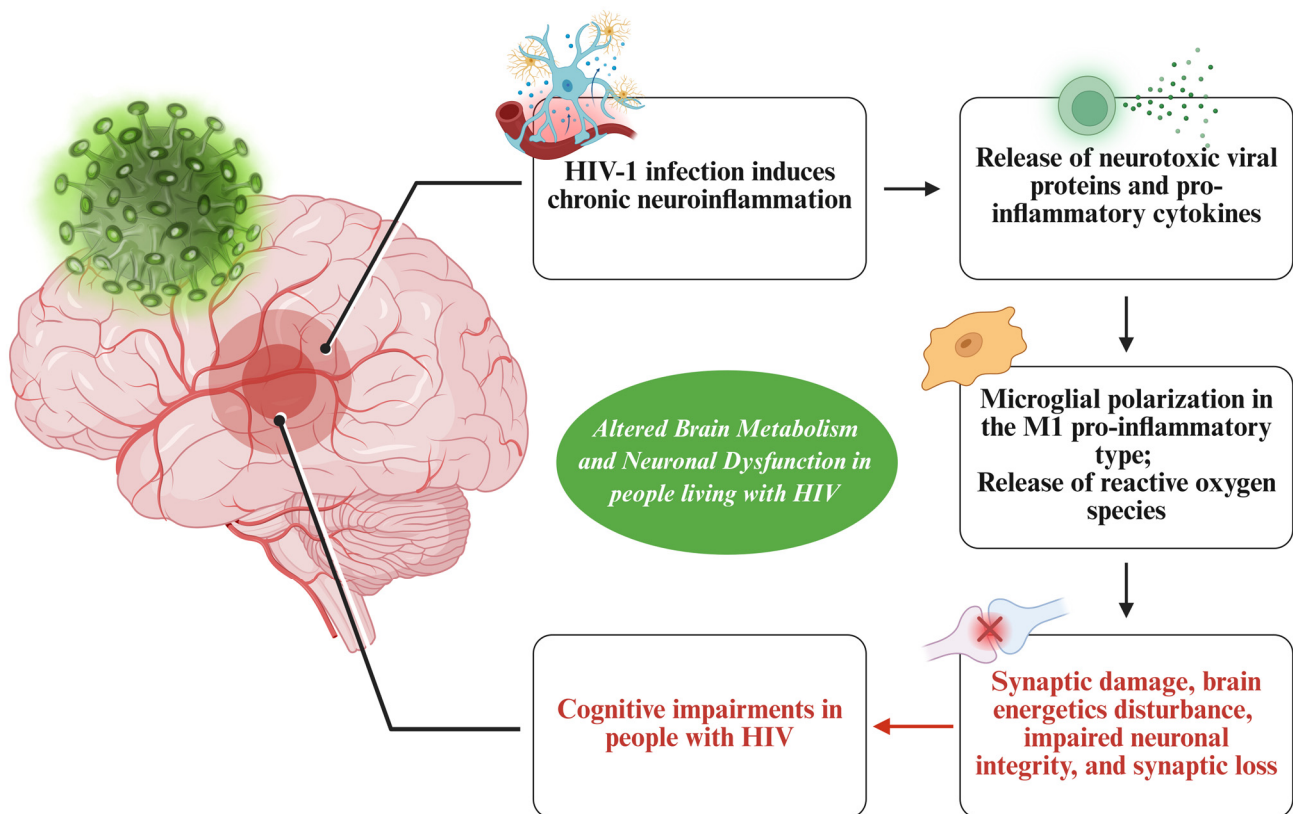 HIV-1 infection induces
chronic neuroinflammation
Release of neurotoxic viral
proteins and pro-
inflammatory cytokines
Microglial polarization in
the M1 pro-inflammatory
type;
Release of reactive oxygen
species
Altered Brain Metabolism
and Neuronal Dysfunction in
people living with HIV
Synaptic damage, brain
energetics disturbance,
impaired neuronal
integrity, and synaptic loss
Cognitive impairments in
people with HIV